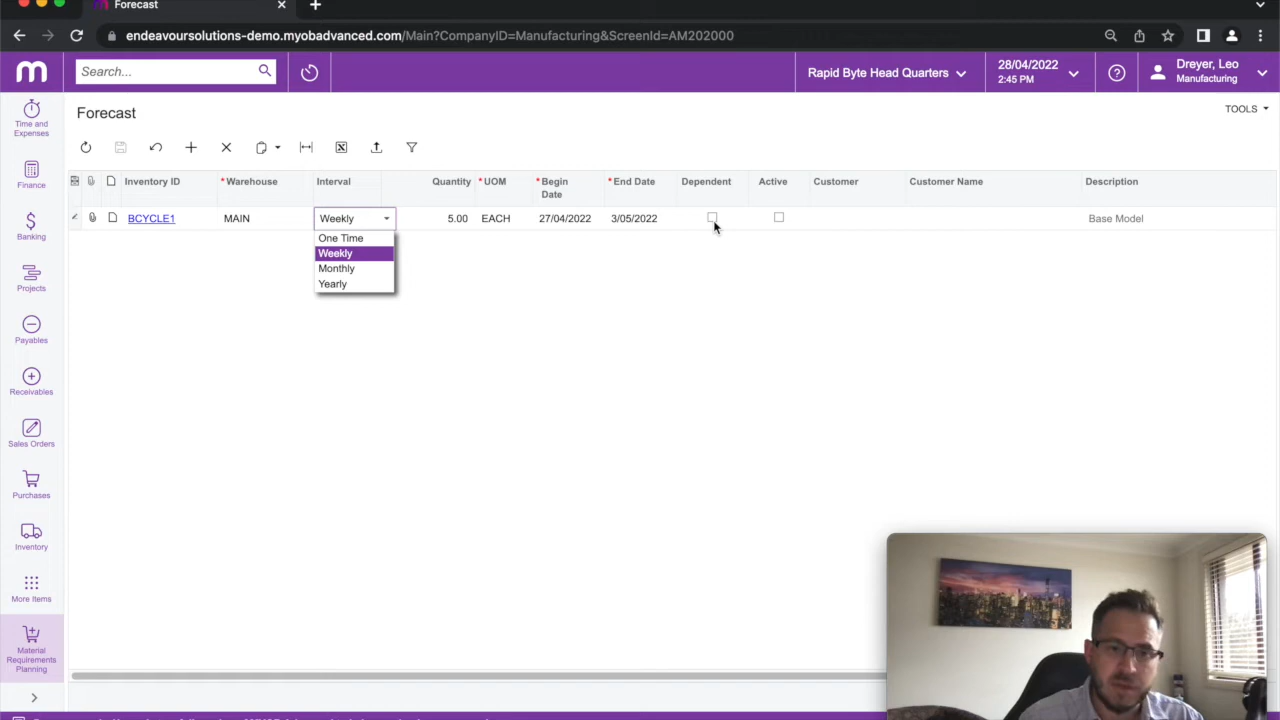 Forecast
endeavoursolutions-demo.myobadvanced.com/Main?CompanyID=Manufacturing&ScreenId=AM202000
Search...
Rapid Byte Head Quarters
28/04/2022
2:45 PM
Dreyer, Leo
Manufacturing
Forecast
TOOLS
Time and
Expenses
Finance
Banking
Projects
Payables
Receivables
Sales Orders
Purchases
Inventory
More Items
Material
Requirements
Planning
Inventory ID * Warehouse Interval Quantity * UOM * Begin Date * End Date Dependent Active Customer Customer Name Description
BCYCLE1 MAIN Weekly 5.00 EACH 27/04/2022 3/05/2022 Base Model
One Time
Weekly
Monthly
Yearly